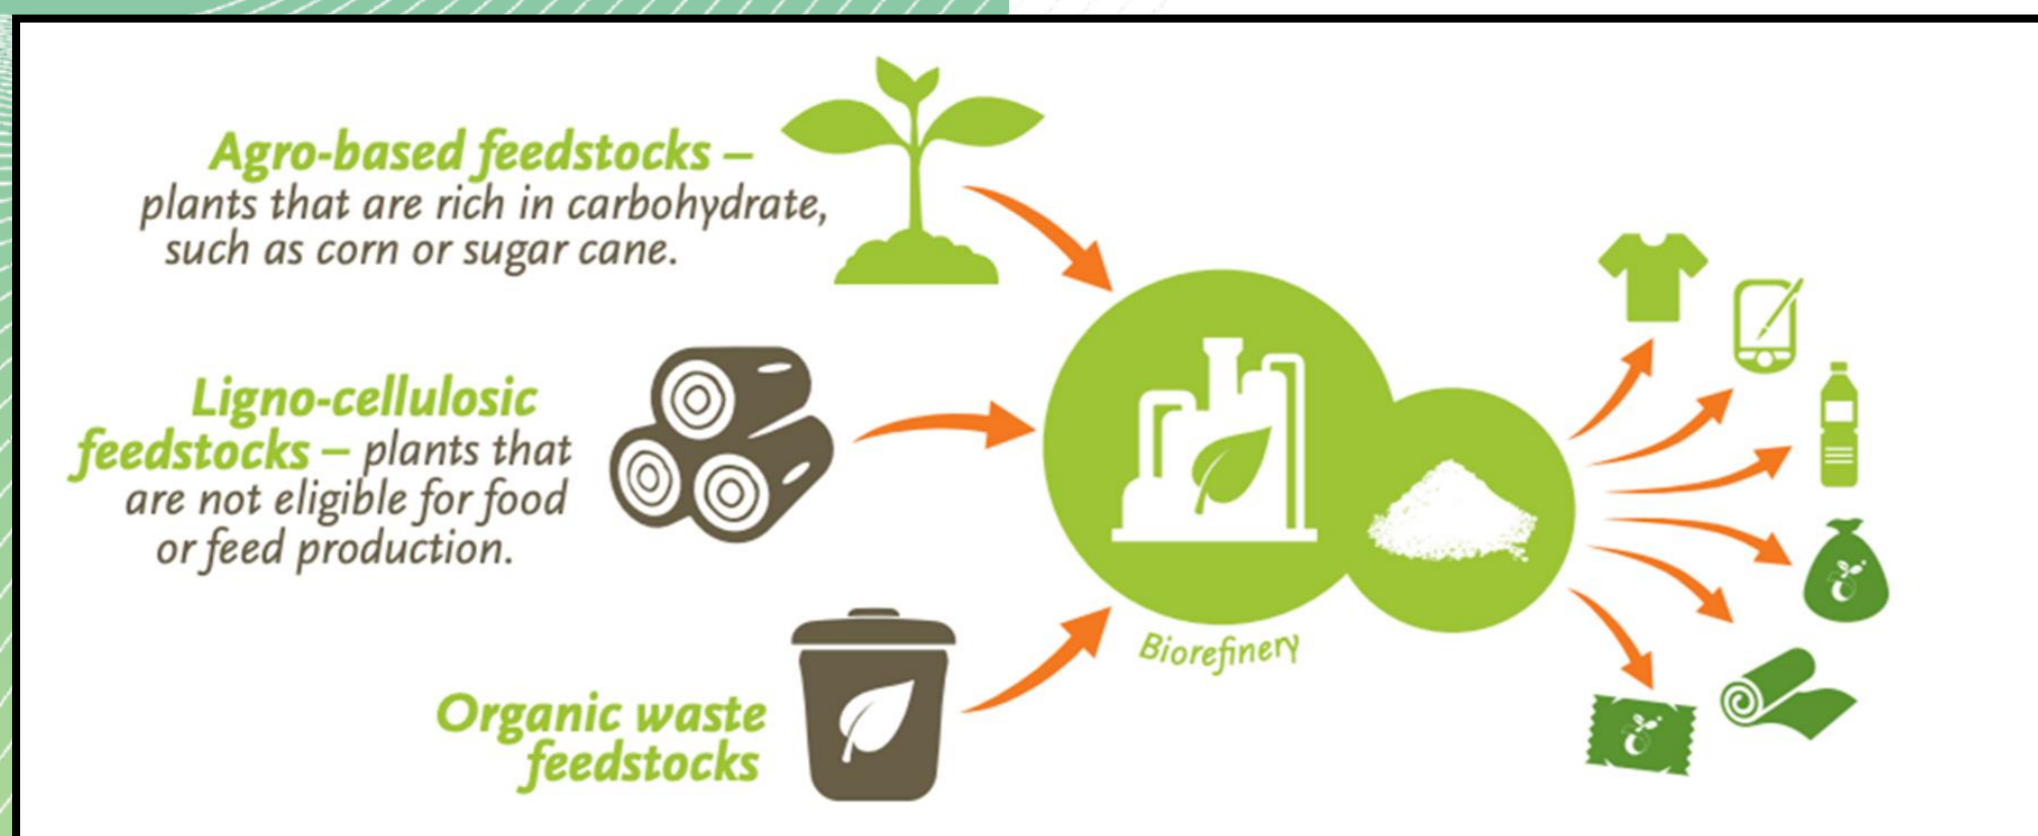 Agro-based feedstocks –
plants that are rich in carbohydrate,
such as corn or sugar cane.
Ligno-cellulosic
feedstocks – plants that
are not eligible for food
or feed production.
Organic waste
feedstocks
Biorefinery